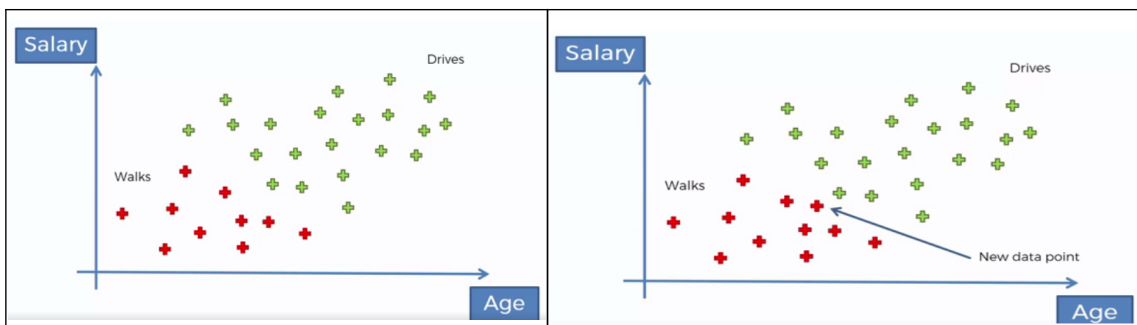 Salary
Drives
Walks
Age
Salary
Drives
Walks
New data point
Age